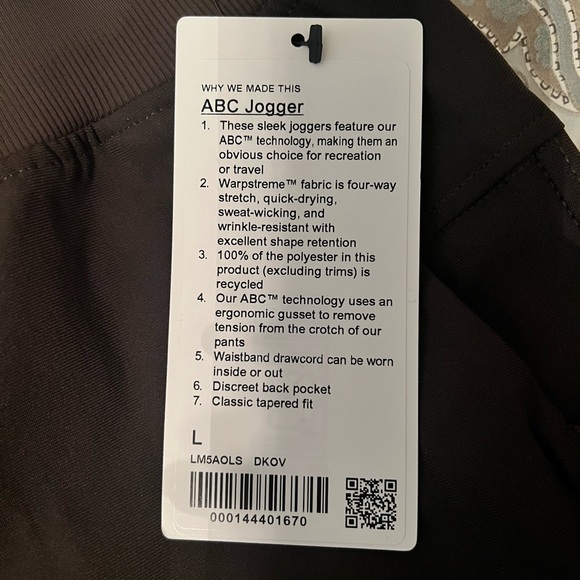 WHY WE MADE THIS
ABC Jogger
1. These sleek joggers feature our
ABC™ technology, making them an
obvious choice for recreation
or travel
2. Warpstreme™ fabric is four-way
stretch, quick-drying,
sweat-wicking, and
wrinkle-resistant with
excellent shape retention
3. 100% of the polyester in this
product (excluding trims) is
recycled
4. Our ABC™ technology uses an
ergonomic gusset to remove
tension from the crotch of our
pants
5. Waistband drawcord can be worn
inside or out
6. Discreet back pocket
7. Classic tapered fit
L
LM5AOLS DKOV
000144401670